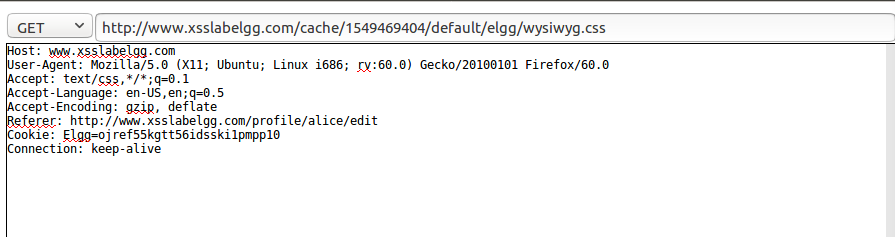 GET http://www.xsslabelgg.com/cache/1549469404/default/elgg/wysiwyg.css
Host: www.xsslabelgg.com
User-Agent: Mozilla/5.0 (X11; Ubuntu; Linux i686; ry:60.0) Gecko/20100101 Firefox/60.0
Accept: text/css,*/*;q=0.1
Accept-Language: en-US,en;q=0.5
Accept-Encoding: gzip, deflate
Referer: http://www.xsslabelgg.com/profile/alice/edit
Cookie: Elgg=ojref55kgtt56idsski1pmpp10
Connection: keep-alive